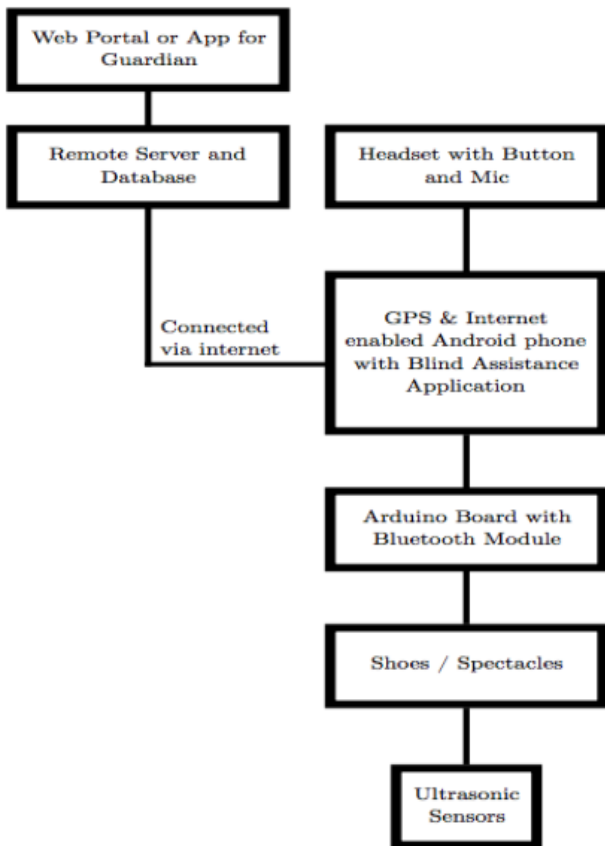 Web Portal or App for
Guardian
Remote Server and
Database
Headset with Button
and Mic
Connected
via internet
GPS & Internet
enabled Android phone
with Blind Assistance
Application
Arduino Board with
Bluetooth Module
Shoes / Spectacles
Ultrasonic
Sensors